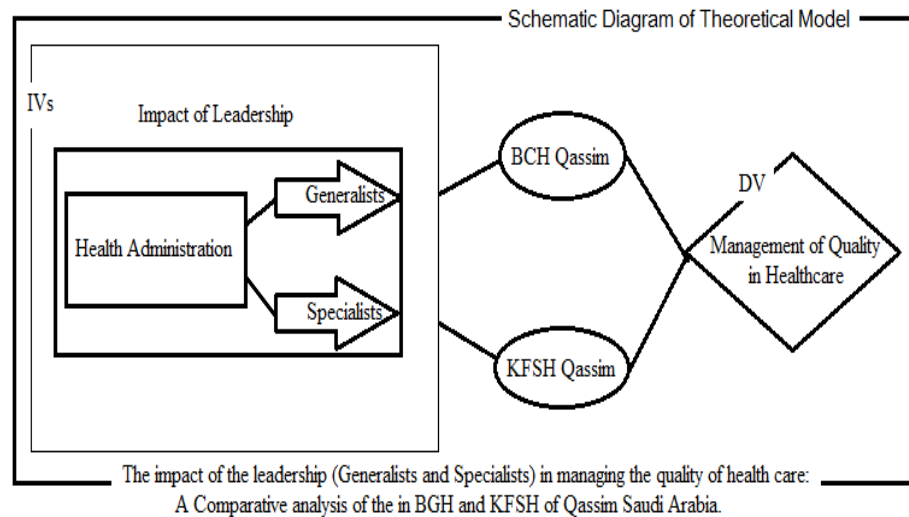 Schematic Diagram of Theoretical Model
IVs
Impact of Leadership
Health Administration
Generalists
Specialists
BCH Qassim
KFSH Qassim
DV
Management of Quality
in Healthcare
The impact of the leadership (Generalists and Specialists) in managing the quality of health care:
A Comparative analysis of the in BGH and KFSH of Qassim Saudi Arabia.